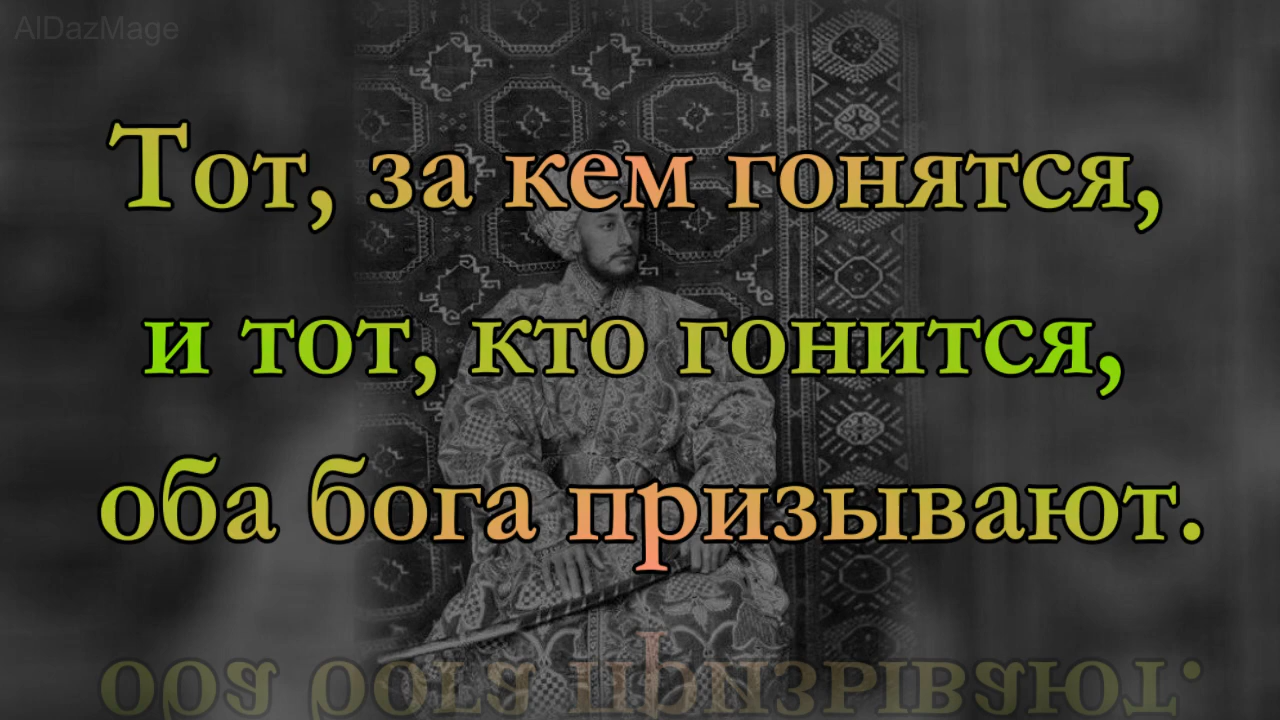 AlDazMage
Тот, за кем гонятся,
и тот, кто гонится,
оба бога призывают.